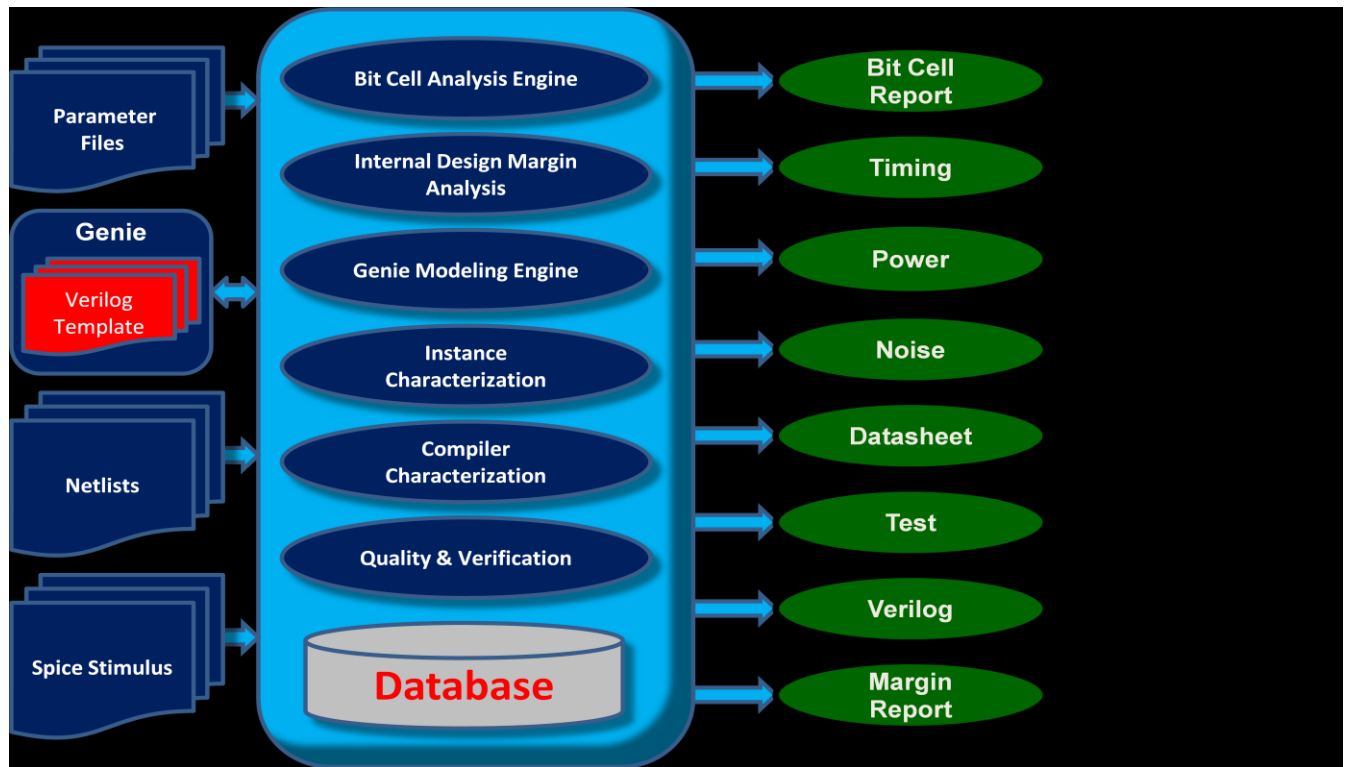 Parameter
Files
Genie
Verilog
Template
Netlists
Spice Stimulus
Bit Cell Analysis Engine
Internal Design Margin
Analysis
Genie Modeling Engine
Instance
Characterization
Compiler
Characterization
Quality & Verification
Database
Bit Cell
Report
Timing
Power
Noise
Datasheet
Test
Verilog
Margin
Report